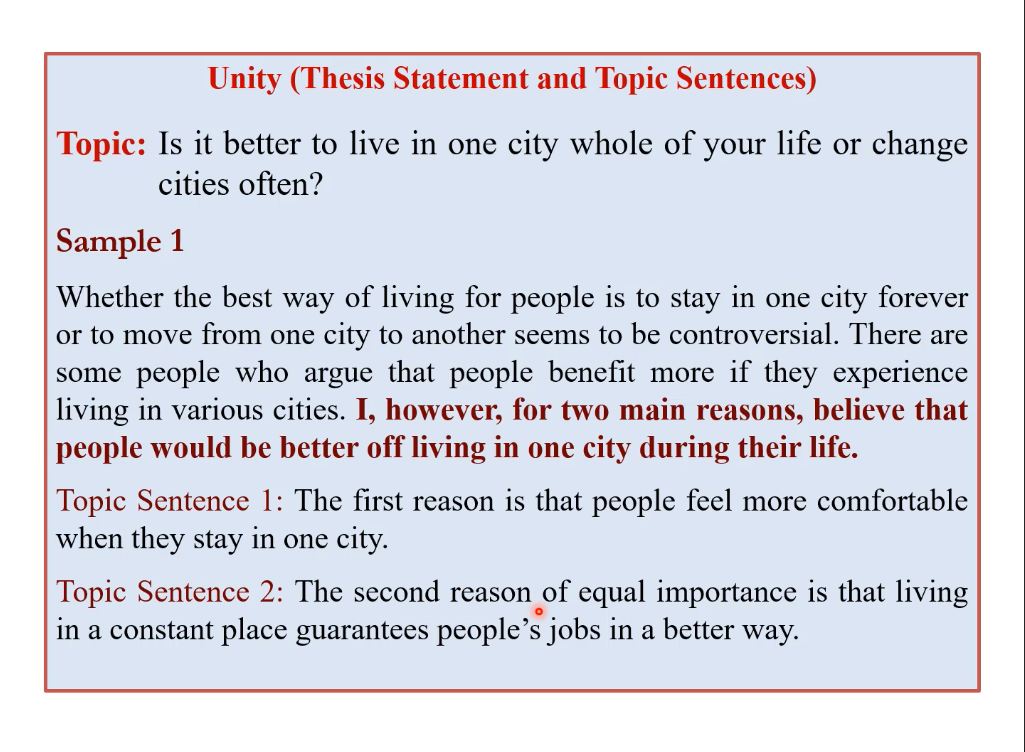 Unity (Thesis Statement and Topic Sentences)
Topic: Is it better to live in one city whole of your life or change
cities often?
Sample 1
Whether the best way of living for people is to stay in one city forever
or to move from one city to another seems to be controversial. There are
some people who argue that people benefit more if they experience
living in various cities. I, however, for two main reasons, believe that
people would be better off living in one city during their life.
Topic Sentence 1: The first reason is that people feel more comfortable
when they stay in one city.
Topic Sentence 2: The second reason of equal importance is that living
in a constant place guarantees people’s jobs in a better way.